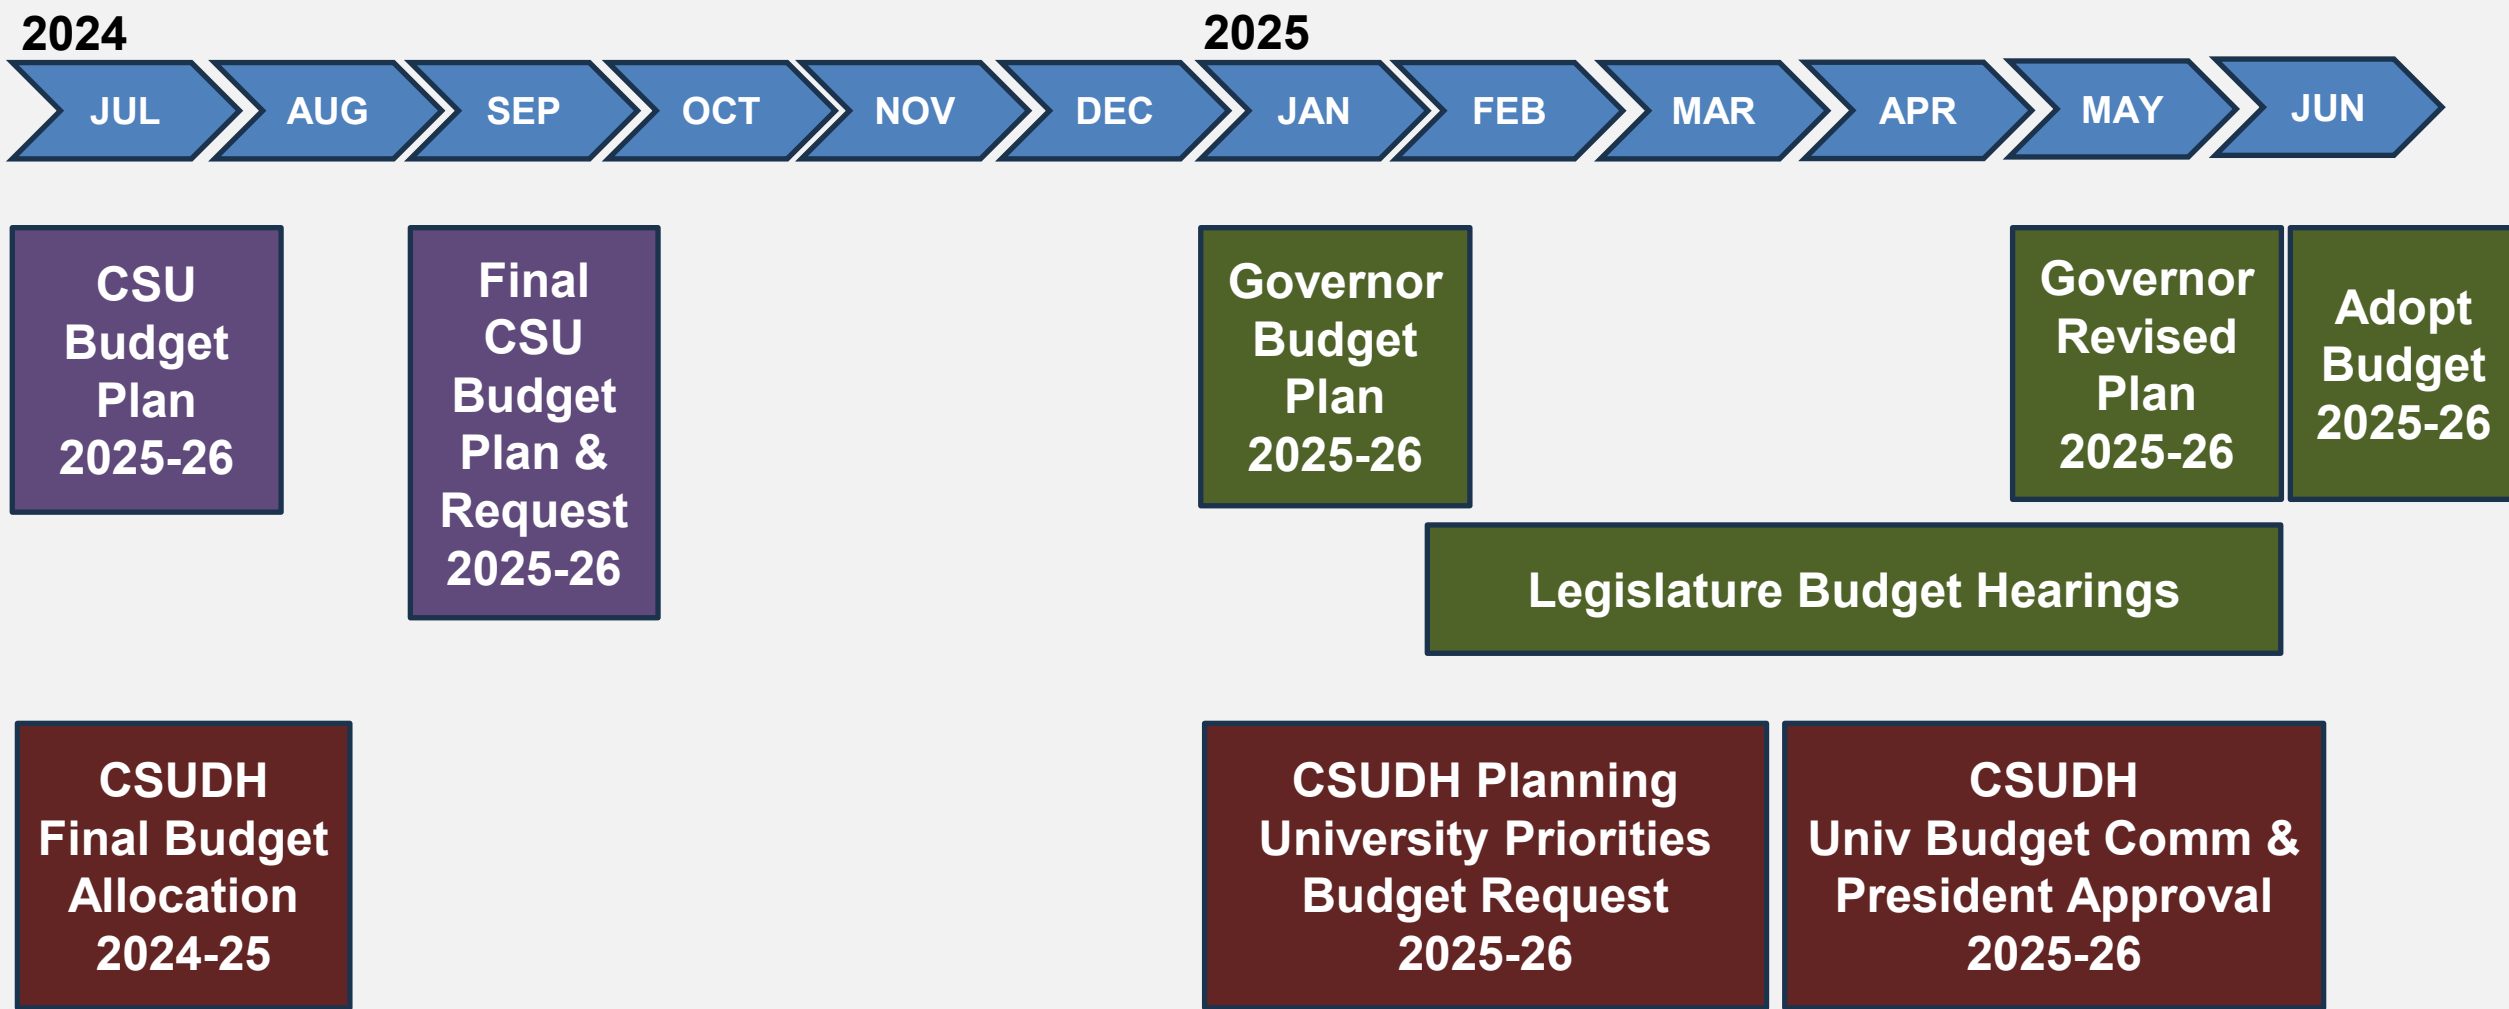 2024
2025
JUL
AUG
SEP
OCT
NOV
DEC
JAN
FEB
MAR
APR
MAY
JUN
CSU
Budget
Plan
2025-26
Final
CSU
Budget
Plan &
Request
2025-26
Governor
Budget
Plan
2025-26
Governor
Revised
Plan
2025-26
Adopt
Budget
2025-26
Legislature Budget Hearings
CSUDH
Final Budget
Allocation
2024-25
CSUDH Planning
University Priorities
Budget Request
2025-26
CSUDH
Univ Budget Comm &
President Approval
2025-26